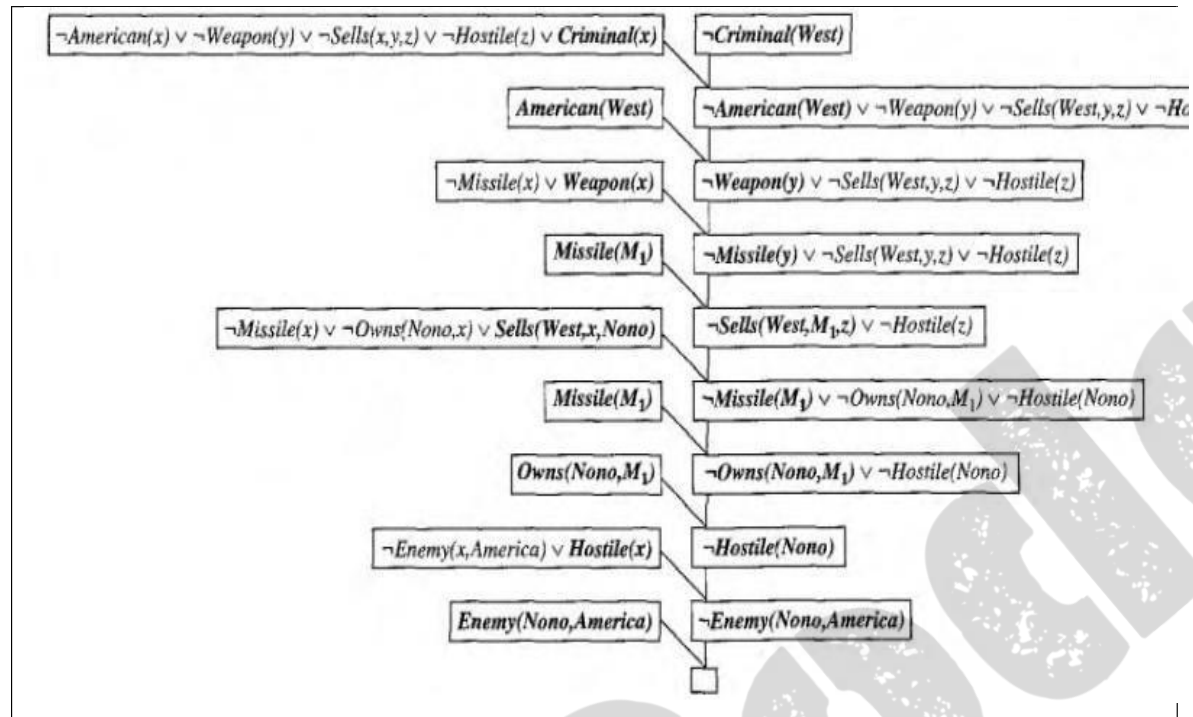 ¬American(x) ∨ ¬Weapon(y) ∨ ¬Sells(x,y,z) ∨ ¬Hostile(z) ∨ Criminal(x) ¬Criminal(West)
American(West) ¬American(West) ∨ ¬Weapon(y) ∨ ¬Sells(West,y,z) ∨ ¬Ho
¬Missile(x) ∨ Weapon(x) ¬Weapon(y) ∨ ¬Sells(West,y,z) ∨ ¬Hostile(z)
Missile(M₁) ¬Missile(y) ∨ ¬Sells(West,y,z) ∨ ¬Hostile(z)
¬Missile(x) ∨ ¬Owns(Nono,x) ∨ Sells(West,x,Nono) ¬Sells(West,M₁,z) ∨ ¬Hostile(z)
Missile(M₁) ¬Missile(M₁) ∨ ¬Owns(Nono,M₁) ∨ ¬Hostile(Nono)
Owns(Nono,M₁) ¬Owns(Nono,M₁) ∨ ¬Hostile(Nono)
¬Enemy(x,America) ∨ Hostile(x) ¬Hostile(Nono)
Enemy(Nono,America) ¬Enemy(Nono,America)